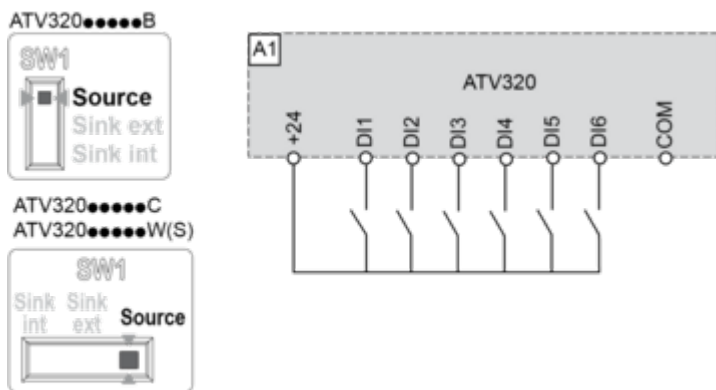 ATV320●●●●●B
SW1
Source
Sink ext
Sink int
ATV320●●●●●C
ATV320●●●●●W(S)
SW1
Sink int
Sink ext
Source
A1
ATV320
+24
DI1
DI2
DI3
DI4
DI5
DI6
COM